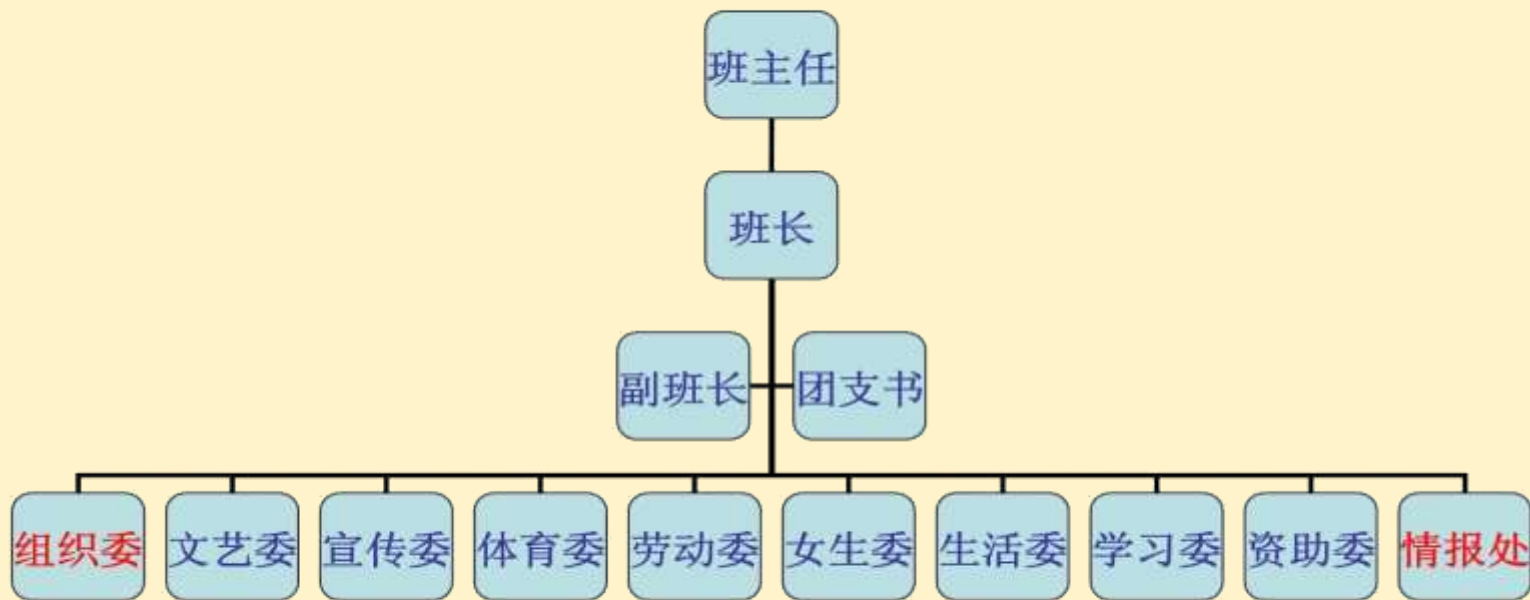 班主任
班长
副班长
团支书
组织委
文艺委
宣传委
体育委
劳动委
女生委
生活委
学习委
资助委
情报处